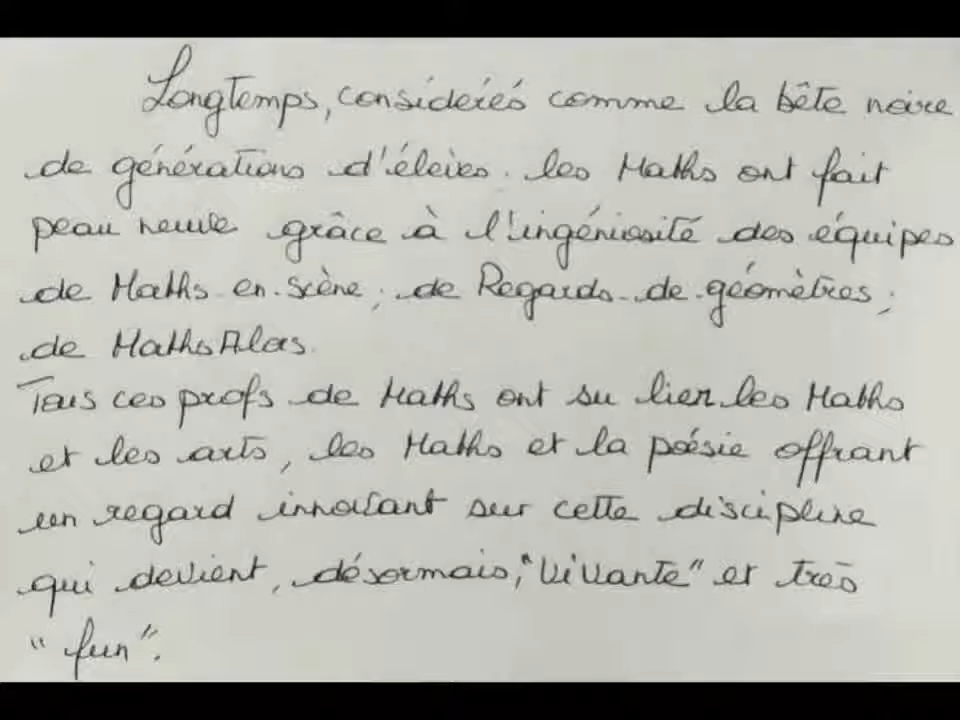 Longtemps, considérés comme la bête noire
de générations d'élèves. les Maths ont fait
peau neuve grâce à l'ingéniosité des équipes
de Maths en.scène, de Regards de géomètres,
de Maths Alors.
Tous ces profs de Maths ont su lier les Maths
et les arts, les Maths et la poésie offrant
un regard innovant sur cette discipline
qui devient, désormais, "vivante" et très
"fun".